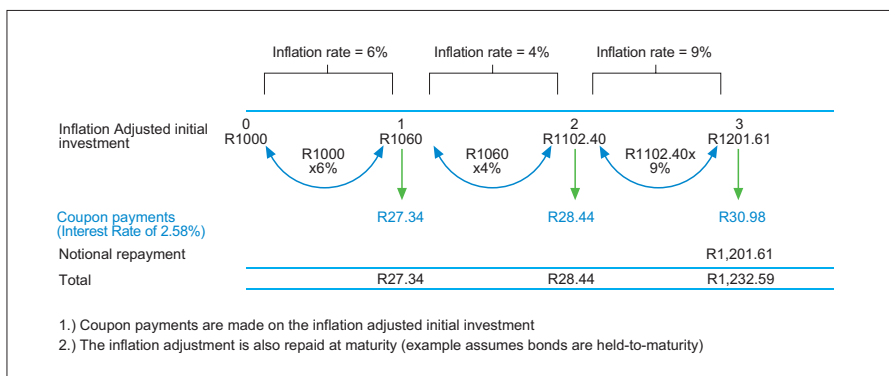 Inflation rate = 6% Inflation rate = 4% Inflation rate = 9%
0 1 2 3
Inflation Adjusted initial
investment
R1000 R1060 R1102.40 R1201.61
R1000
x6%
R1060
x4%
R1102.40x
9%
Coupon payments
(Interest Rate of 2.58%)
R27.34 R28.44 R30.98
Notional repayment R1,201.61
Total R27.34 R28.44 R1,232.59
1.) Coupon payments are made on the inflation adjusted initial investment
2.) The inflation adjustment is also repaid at maturity (example assumes bonds are held-to-maturity)